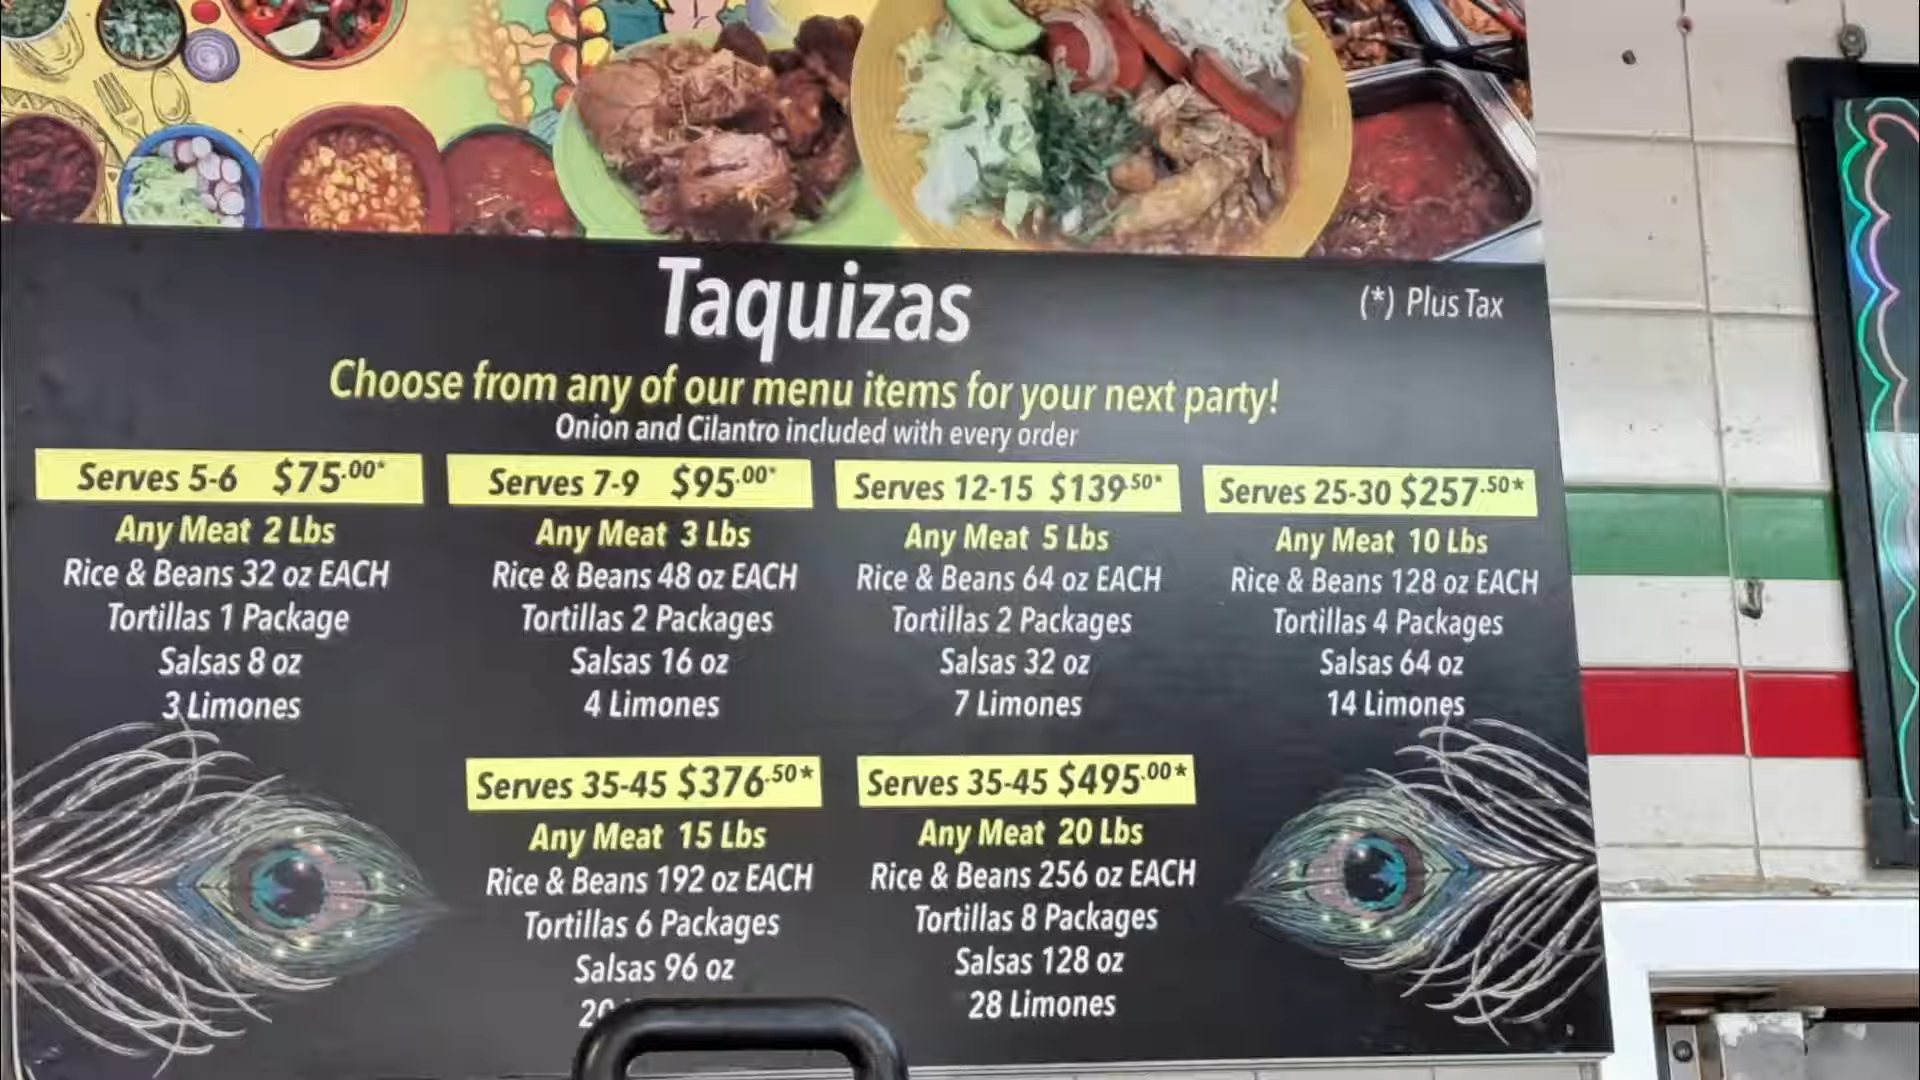 Taquizas
(*) Plus Tax
Choose from any of our menu items for your next party!
Onion and Cilantro included with every order
Serves 5-6 $75.00*
Any Meat 2 Lbs
Rice & Beans 32 oz EACH
Tortillas 1 Package
Salsas 8 oz
3 Limones
Serves 7-9 $95.00*
Any Meat 3 Lbs
Rice & Beans 48 oz EACH
Tortillas 2 Packages
Salsas 16 oz
4 Limones
Serves 12-15 $139.50*
Any Meat 5 Lbs
Rice & Beans 64 oz EACH
Tortillas 2 Packages
Salsas 32 oz
7 Limones
Serves 25-30 $257.50*
Any Meat 10 Lbs
Rice & Beans 128 oz EACH
Tortillas 4 Packages
Salsas 64 oz
14 Limones
Serves 35-45 $376.50*
Any Meat 15 Lbs
Rice & Beans 192 oz EACH
Tortillas 6 Packages
Salsas 96 oz
20
Serves 35-45 $495.00*
Any Meat 20 Lbs
Rice & Beans 256 oz EACH
Tortillas 8 Packages
Salsas 128 oz
28 Limones